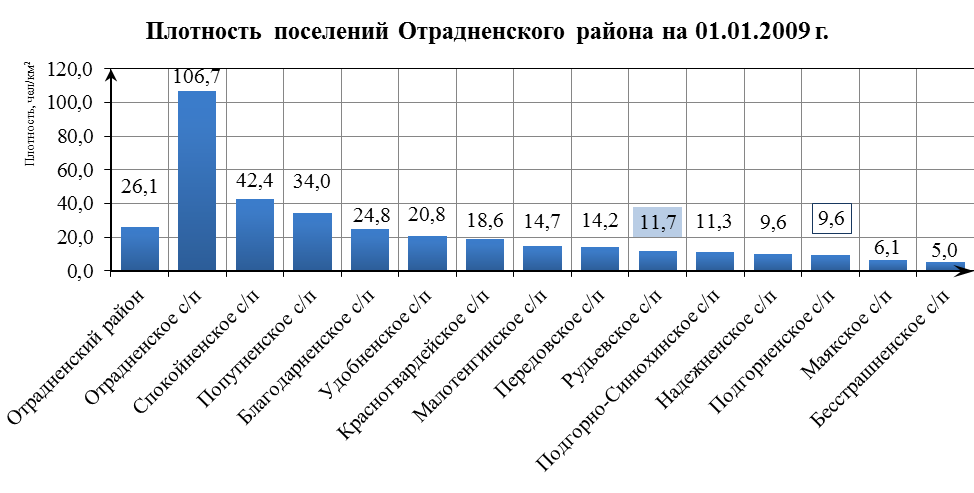 Плотность поселений Отрадненского района на 01.01.2009 г.
Плотность, чел/км²
120,0
100,0
80,0
60,0
40,0
20,0
0,0
26,1
106,7
42,4
34,0
24,8
20,8
18,6
14,7
14,2
11,7
11,3
9,6
9,6
6,1
5,0
Отрадненский район
Отрадненское с/п
Спокойненское с/п
Попутненское с/п
Благодарненское с/п
Удобненское с/п
Красногвардейское с/п
Малотенгинское с/п
Передовское с/п
Рудьевское с/п
Подгорно-Синюхинское с/п
Надежненское с/п
Подгорненское с/п
Маякское с/п
Бесстрашненское с/п